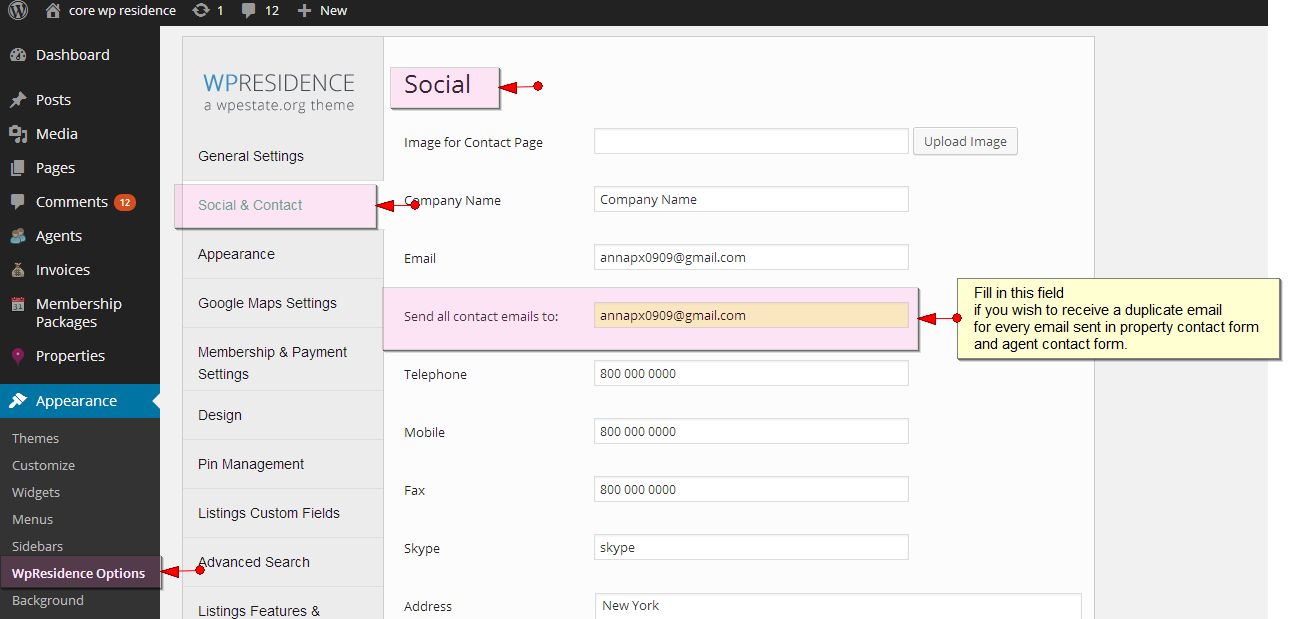 core wp residence 1 12 New
Dashboard
Posts
Media
Pages
Comments 12
Agents
Invoices
Membership
Packages
Properties
Appearance
Themes
Customize
Widgets
Menus
Sidebars
WpResidence Options
Background
WPRESIDENCE
a wpestate.org theme
General Settings
Social & Contact
Appearance
Google Maps Settings
Membership & Payment
Settings
Design
Pin Management
Listings Custom Fields
Advanced Search
Listings Features &
Social
Image for Contact Page Upload Image
Company Name Company Name
Email annapx0909@gmail.com
Send all contact emails to: annapx0909@gmail.com
Telephone 800 000 0000
Mobile 800 000 0000
Fax 800 000 0000
Skype skype
Address New York
Fill in this field
if you wish to receive a duplicate email
for every email sent in property contact form
and agent contact form.